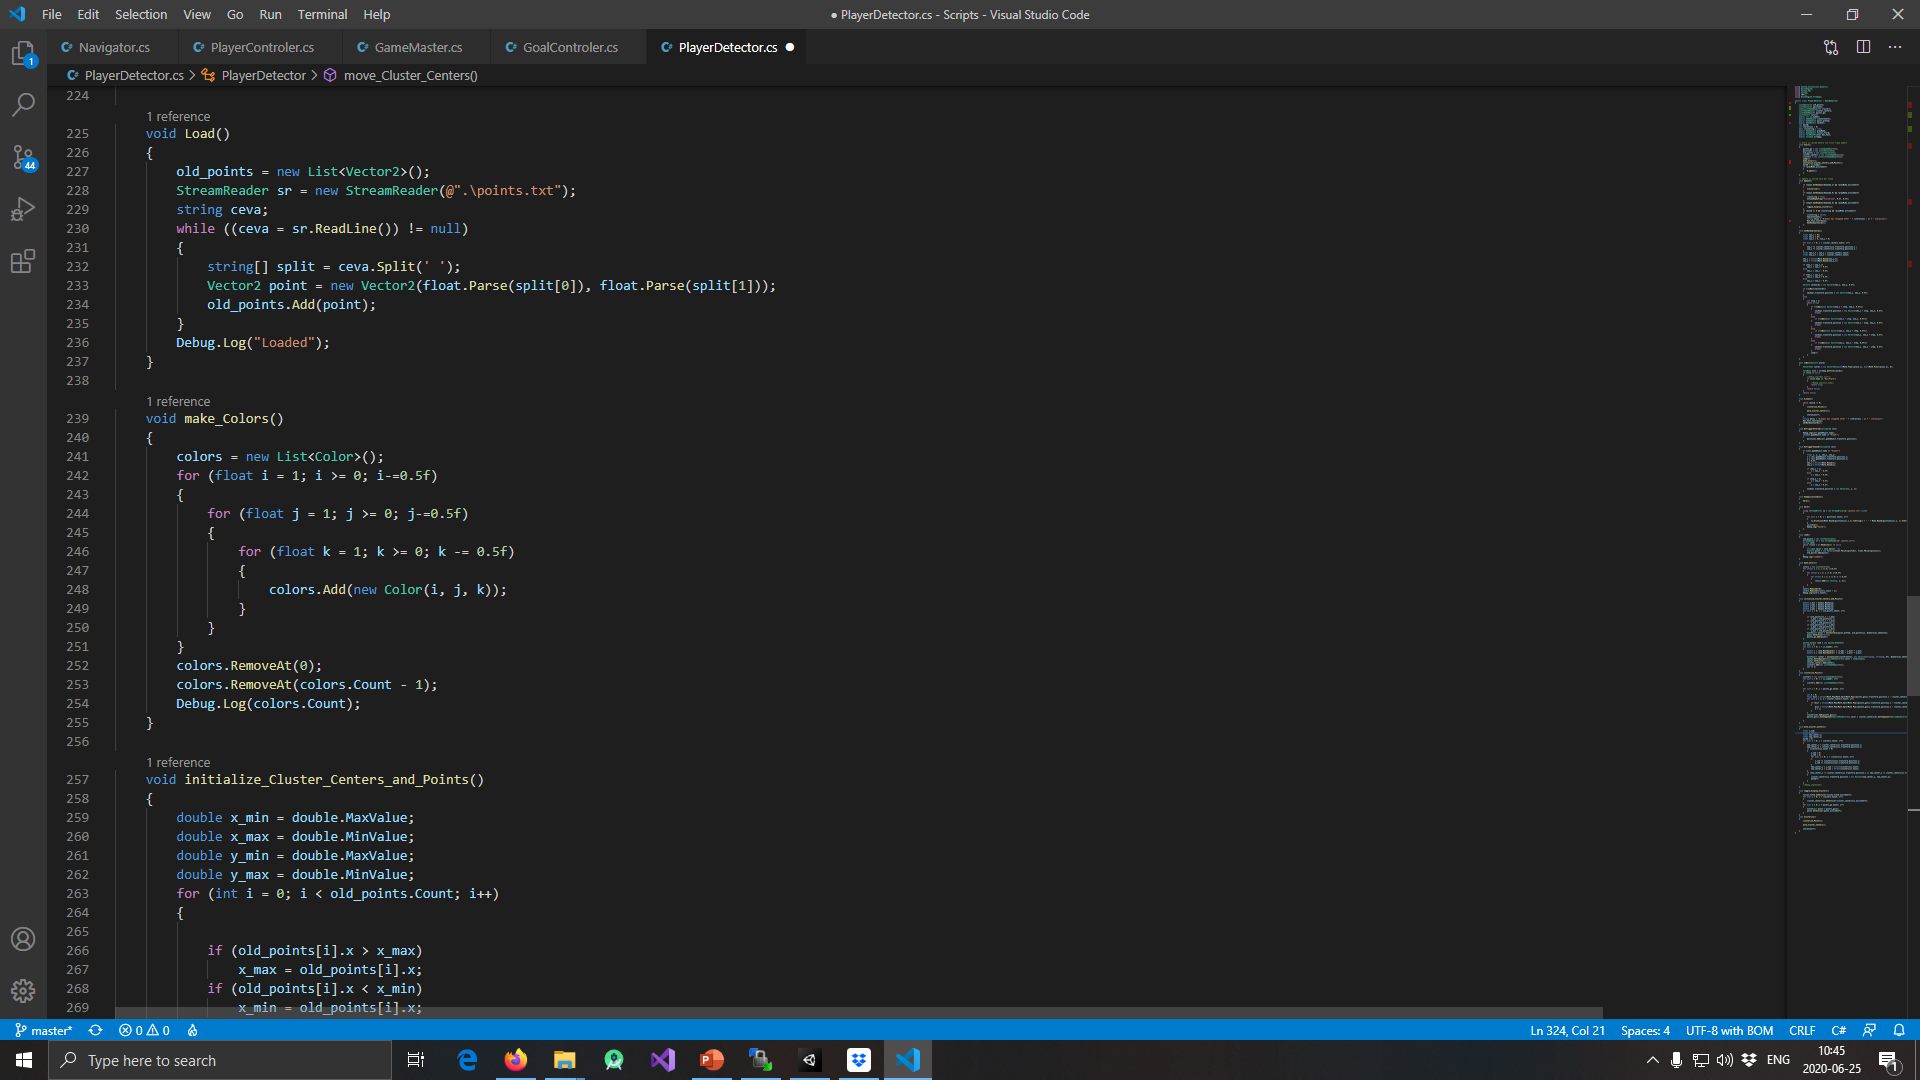 File Edit Selection View Go Run Terminal Help
● PlayerDetector.cs - Scripts - Visual Studio Code
1
C# Navigator.cs
C# PlayerControler.cs
C# GameMaster.cs
C# GoalControler.cs
C# PlayerDetector.cs ●
C# PlayerDetector.cs > PlayerDetector > move_Cluster_Centers()
44
224
1 reference
225 void Load()
226 {
227 old_points = new List<Vector2>();
228 StreamReader sr = new StreamReader(@".\points.txt");
229 string ceva;
230 while ((ceva = sr.ReadLine()) != null)
231 {
232 string[] split = ceva.Split(' ');
233 Vector2 point = new Vector2(float.Parse(split[0]), float.Parse(split[1]));
234 old_points.Add(point);
235 }
236 Debug.Log("Loaded");
237 }
238
1 reference
239 void make_Colors()
240 {
241 colors = new List<Color>();
242 for (float i = 1; i >= 0; i-=0.5f)
243 {
244 for (float j = 1; j >= 0; j-=0.5f)
245 {
246 for (float k = 1; k >= 0; k -= 0.5f)
247 {
248 colors.Add(new Color(i, j, k));
249 }
250 }
251 }
252 colors.RemoveAt(0);
253 colors.RemoveAt(colors.Count - 1);
254 Debug.Log(colors.Count);
255 }
256
1 reference
257 void initialize_Cluster_Centers_and_Points()
258 {
259 double x_min = double.MaxValue;
260 double x_max = double.MinValue;
261 double y_min = double.MaxValue;
262 double y_max = double.MinValue;
263 for (int i = 0; i < old_points.Count; i++)
264 {
265
266 if (old_points[i].x > x_max)
267 x_max = old_points[i].x;
268 if (old_points[i].x < x_min)
269 x_min = old_points[i].x;
master* 0 0
Ln 324, Col 21 Spaces: 4 UTF-8 with BOM CRLF C#
Type here to search
ENG
10:45
2020-06-25
1